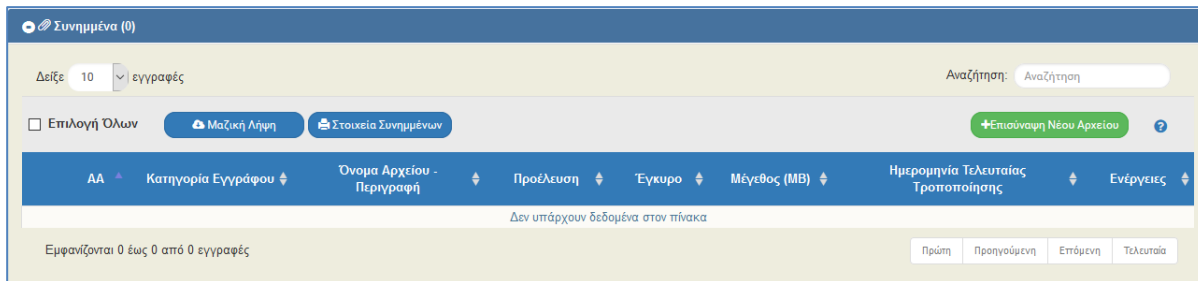 Συνημμένα (0)
Δείξε 10 εγγραφές Αναζήτηση: Αναζήτηση
Επιλογή Όλων Μαζική Λήψη Στοιχεία Συνημμένων +Επισύναψη Νέου Αρχείου ?
ΑΑ Κατηγορία Εγγράφου Όνομα Αρχείου - Προέλευση Έγκυρο Μέγεθος (MB) Ημερομηνία Τελευταίας Ενέργειες
Περιγραφή Τροποποίησης
Δεν υπάρχουν δεδομένα στον πίνακα
Εμφανίζονται 0 έως 0 από 0 εγγραφές Πρώτη Προηγούμενη Επόμενη Τελευταία